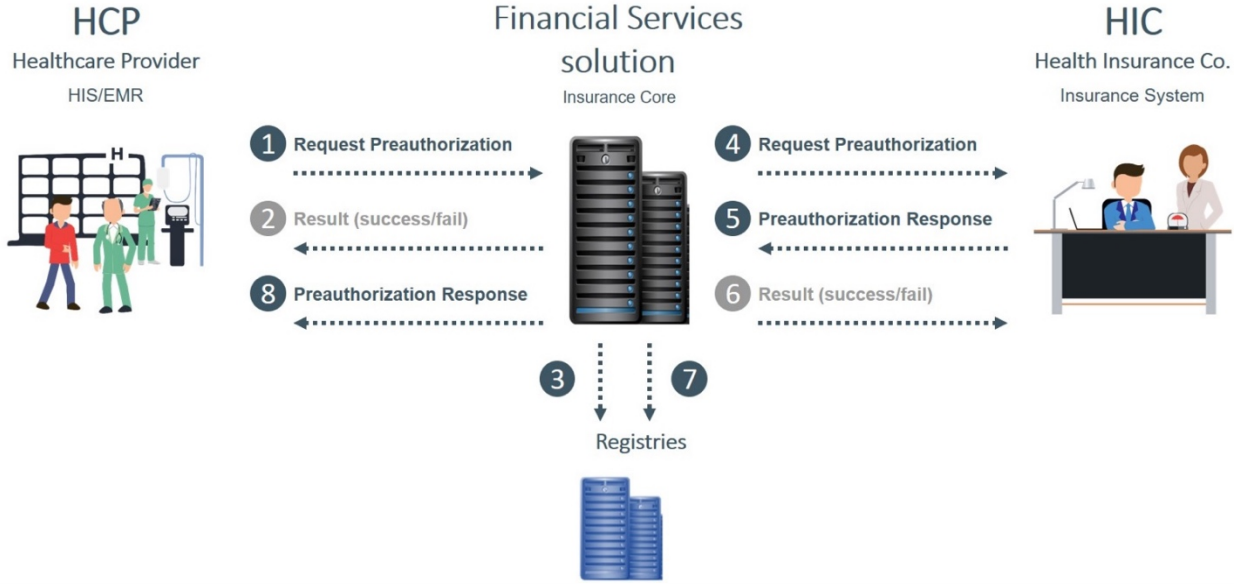 HCP
Healthcare Provider
HIS/EMR
Financial Services
solution
Insurance Core
HIC
Health Insurance Co.
Insurance System
H
1 Request Preauthorization
2 Result (success/fail)
8 Preauthorization Response
4 Request Preauthorization
5 Preauthorization Response
6 Result (success/fail)
3
7
Registries